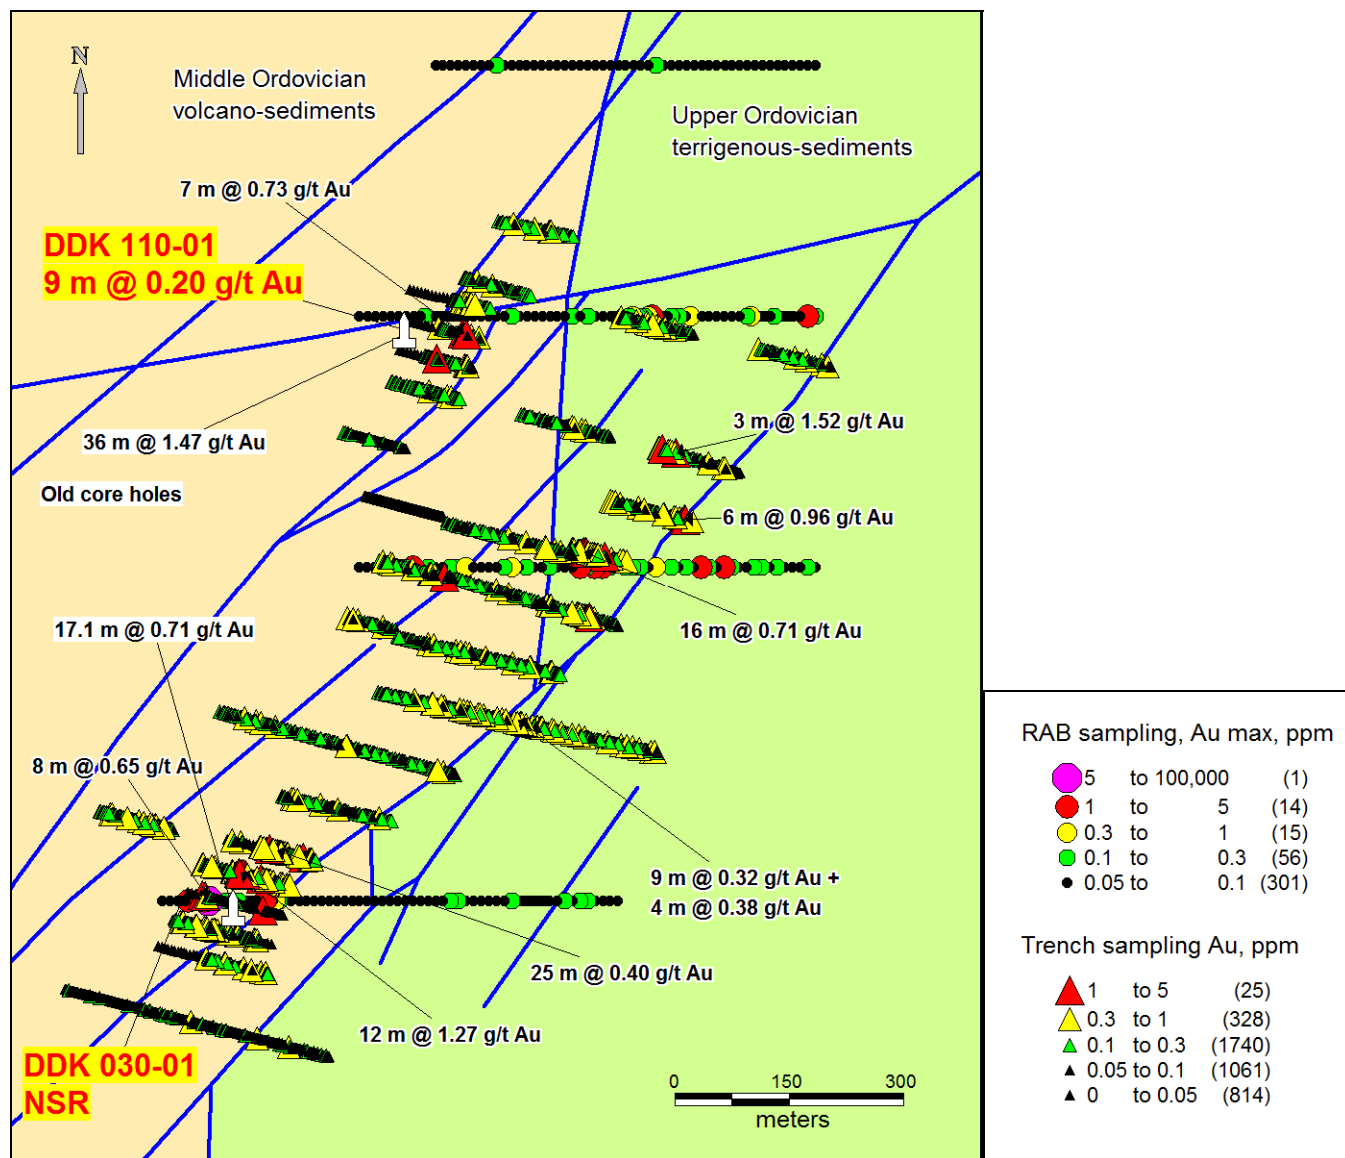 N
Middle Ordovician
volcano-sediments
Upper Ordovician
terrigenous-sediments
7 m @ 0.73 g/t Au
DDK 110-01
9 m @ 0.20 g/t Au
36 m @ 1.47 g/t Au
3 m @ 1.52 g/t Au
Old core holes
6 m @ 0.96 g/t Au
17.1 m @ 0.71 g/t Au
16 m @ 0.71 g/t Au
8 m @ 0.65 g/t Au
9 m @ 0.32 g/t Au +
4 m @ 0.38 g/t Au
25 m @ 0.40 g/t Au
12 m @ 1.27 g/t Au
DDK 030-01
NSR
0 150 300
meters
RAB sampling, Au max, ppm
5 to 100,000 (1)
1 to 5 (14)
0.3 to 1 (15)
0.1 to 0.3 (56)
0.05 to 0.1 (301)
Trench sampling Au, ppm
1 to 5 (25)
0.3 to 1 (328)
0.1 to 0.3 (1740)
0.05 to 0.1 (1061)
0 to 0.05 (814)